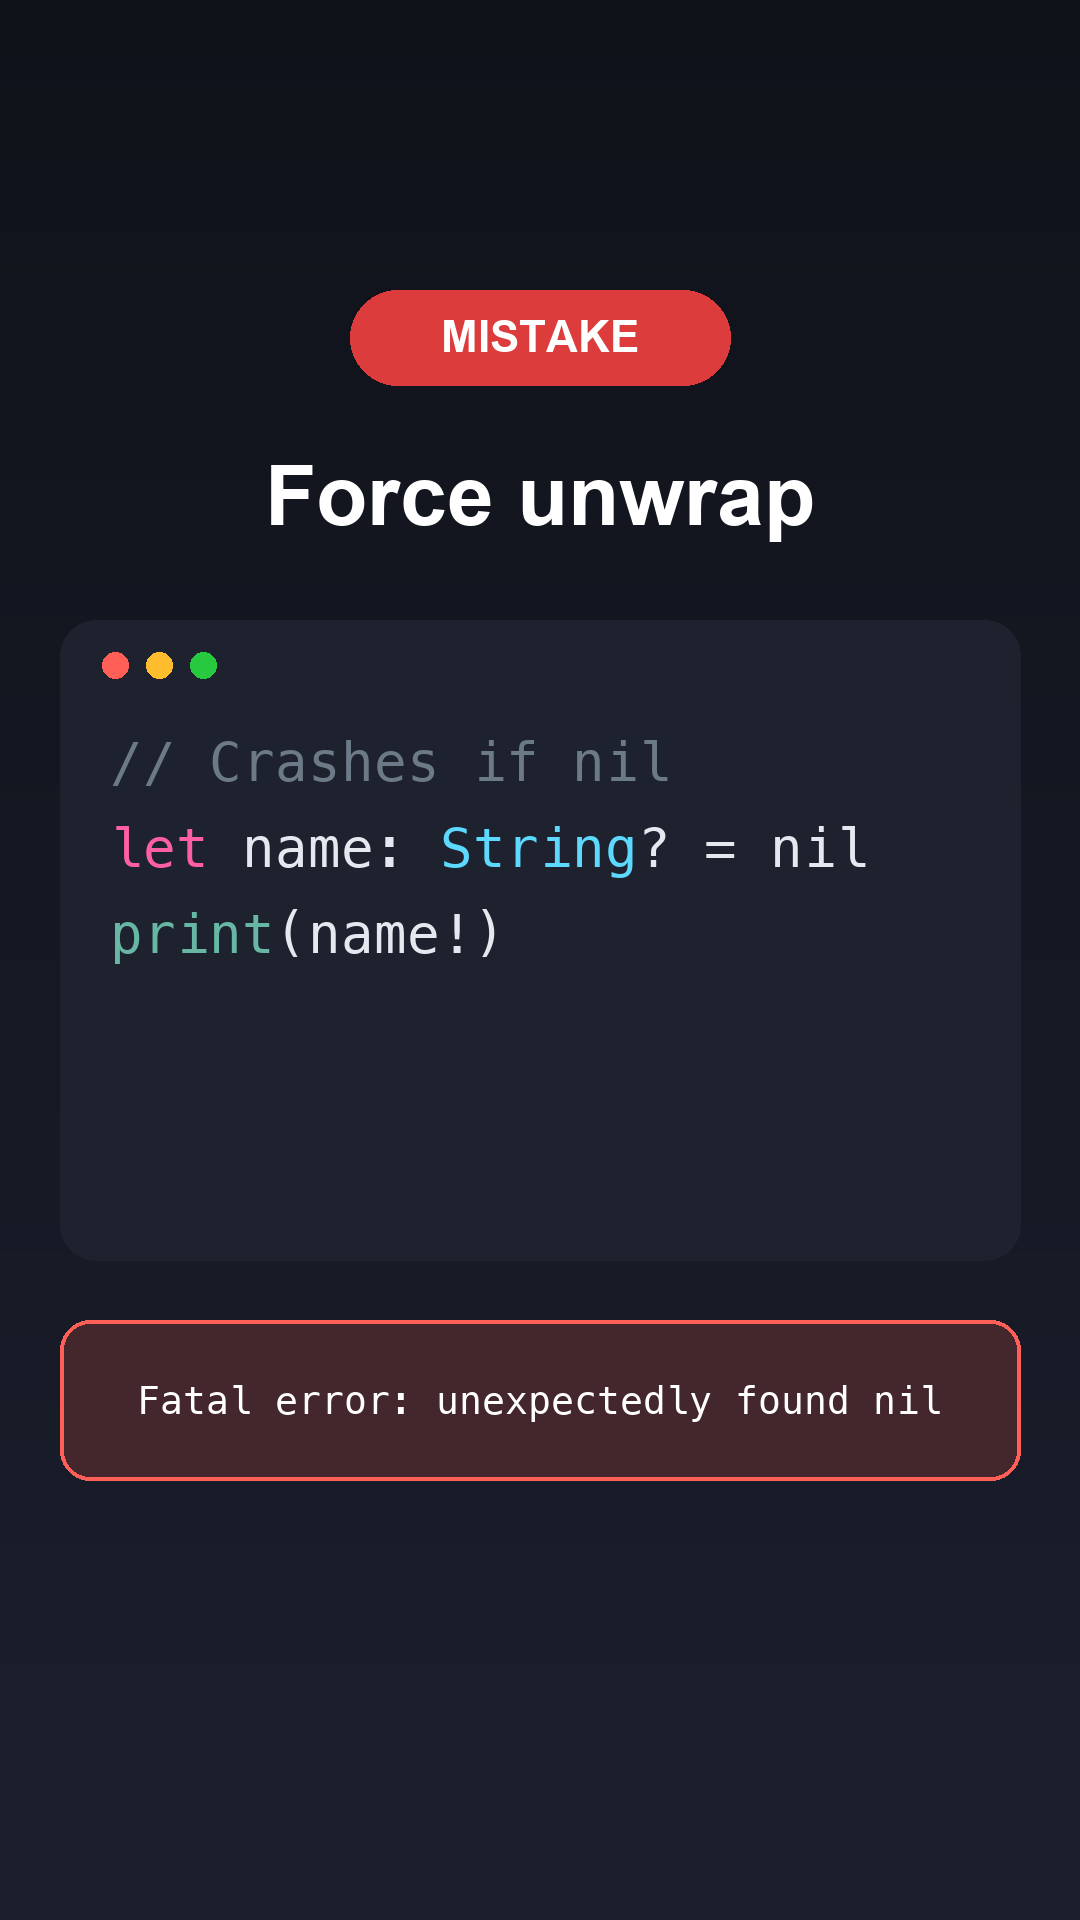 MISTAKE
Force unwrap
// Crashes if nil
let name: String? = nil
print(name!)
Fatal error: unexpectedly found nil